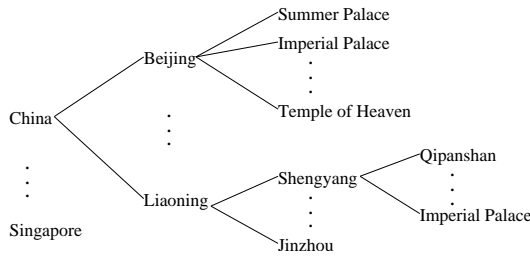 Summer Palace
Beijing
Imperial Palace
Temple of Heaven
China
Qipanshan
Shengyang
Liaoning
Imperial Palace
Singapore
Jinzhou